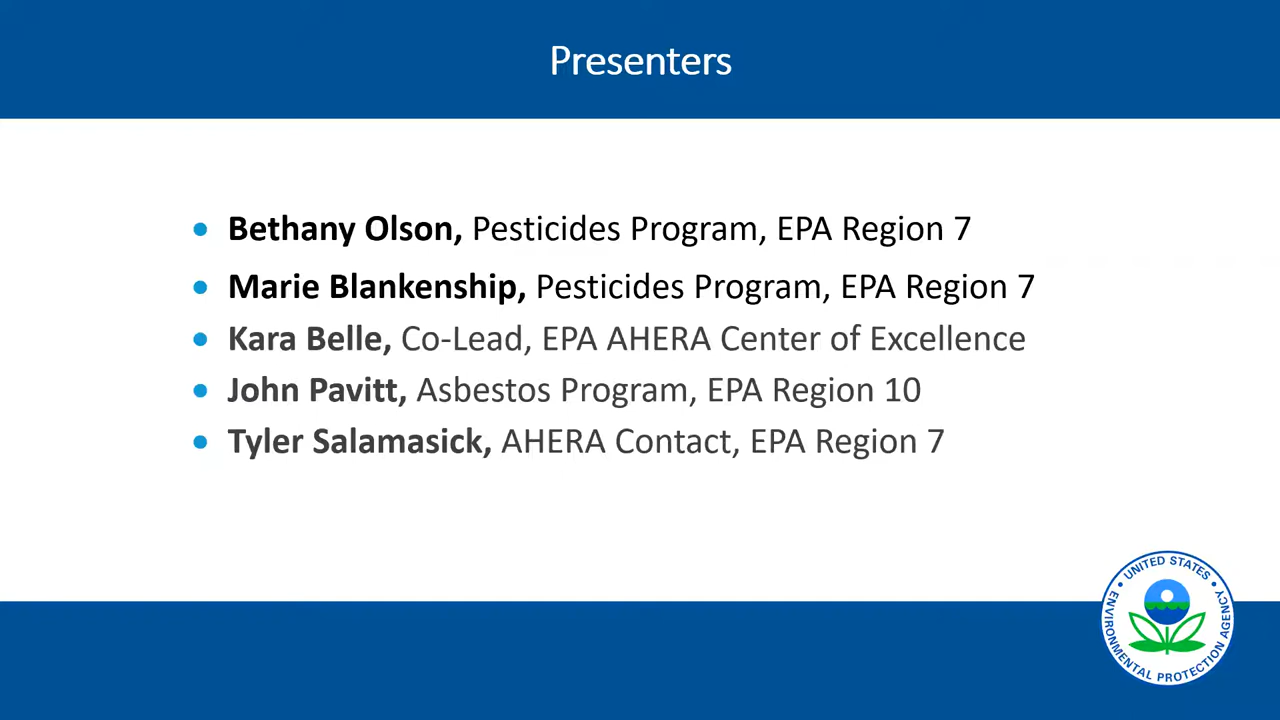 Presenters
• Bethany Olson, Pesticides Program, EPA Region 7
• Marie Blankenship, Pesticides Program, EPA Region 7
• Kara Belle, Co-Lead, EPA AHERA Center of Excellence
• John Pavitt, Asbestos Program, EPA Region 10
• Tyler Salamasick, AHERA Contact, EPA Region 7
UNITED STATES
ENVIRONMENTAL PROTECTION AGENCY